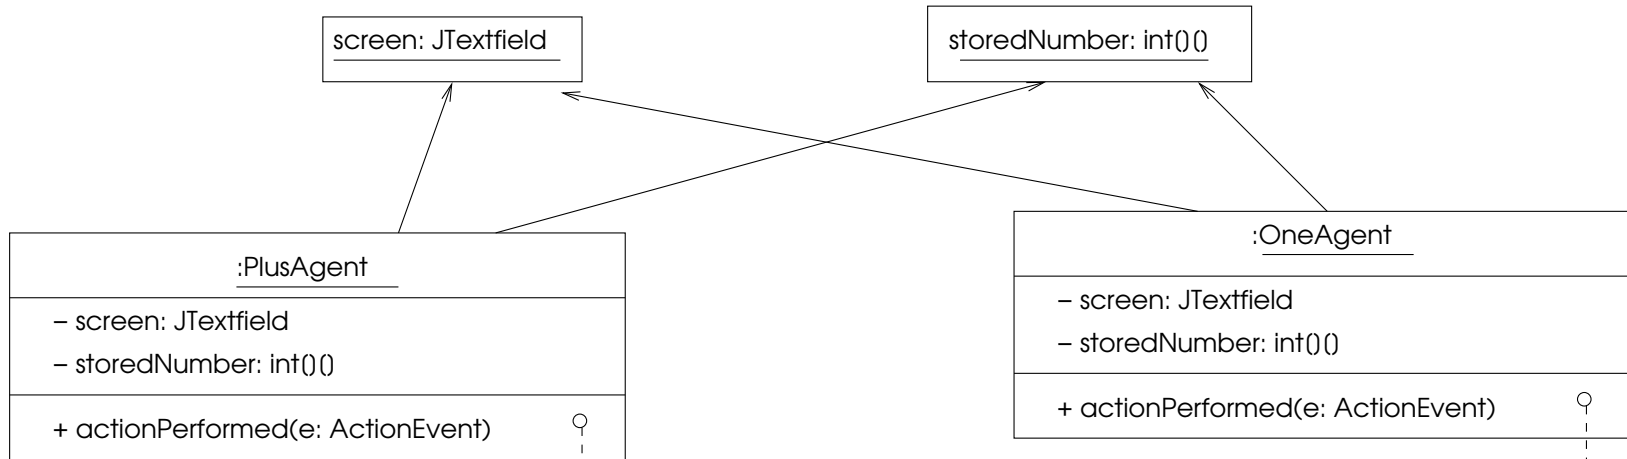 screen: JTextfield
storedNumber: int()()
:PlusAgent
– screen: JTextfield
– storedNumber: int()()
+ actionPerformed(e: ActionEvent)
:OneAgent
– screen: JTextfield
– storedNumber: int()()
+ actionPerformed(e: ActionEvent)